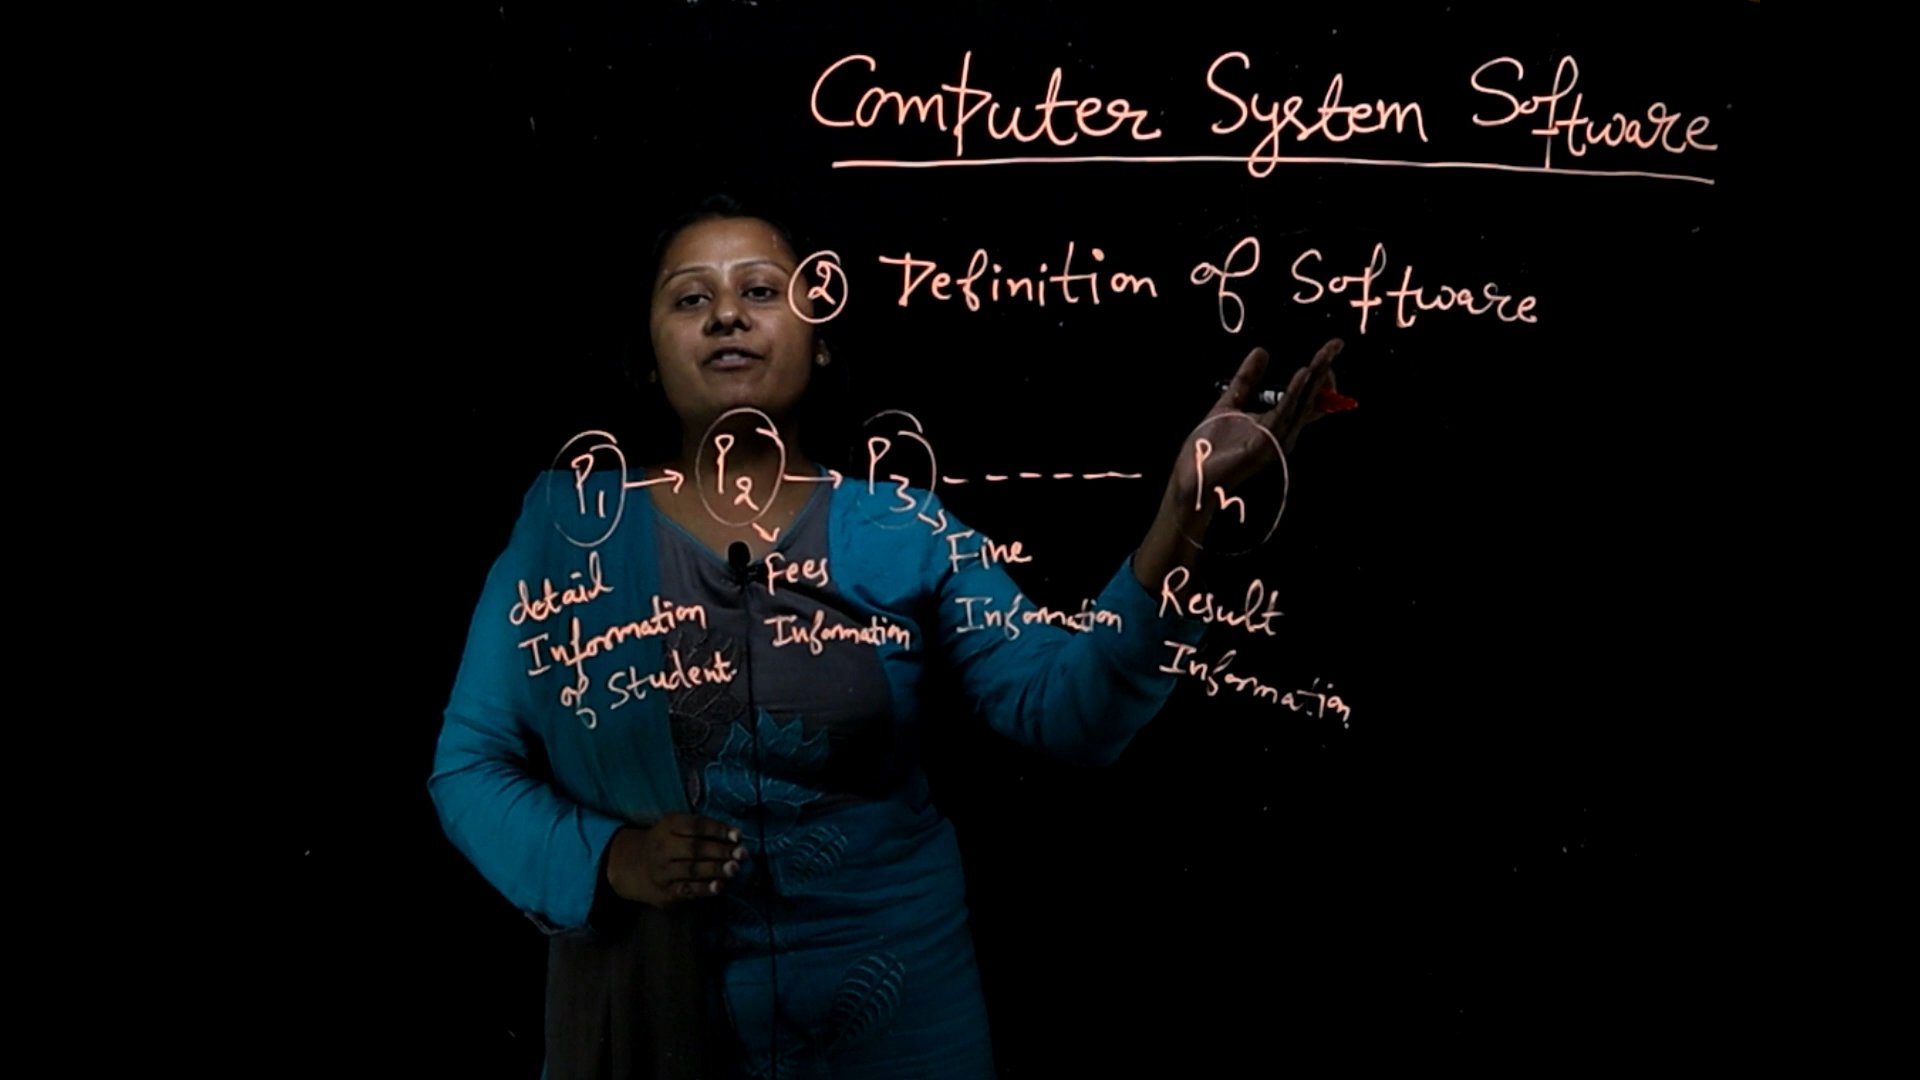 Computer System Software
② Definition of Software
P1 → P2 → P3 ------- Pn
detail
Information
of Student.
Fees
Information
Fine
Information
Result
Information